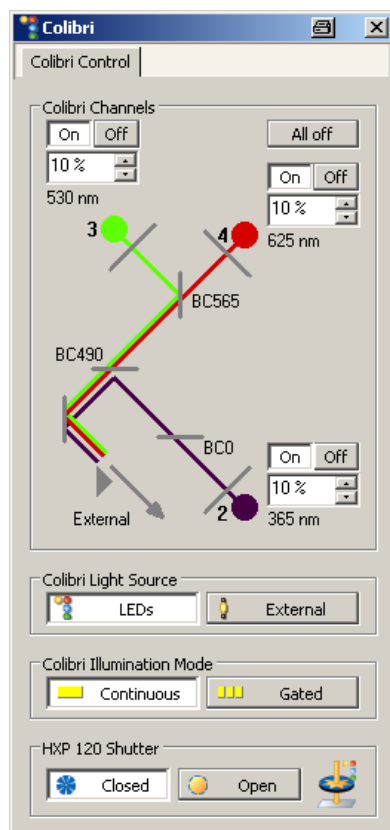 Colibri
Colibri Control
Colibri Channels
On Off All off
10 %
530 nm
On Off
10 %
625 nm
3
4
BC565
BC490
BC0
On Off
10 %
365 nm
2
External
Colibri Light Source
LEDs External
Colibri Illumination Mode
Continuous Gated
HXP 120 Shutter
Closed Open